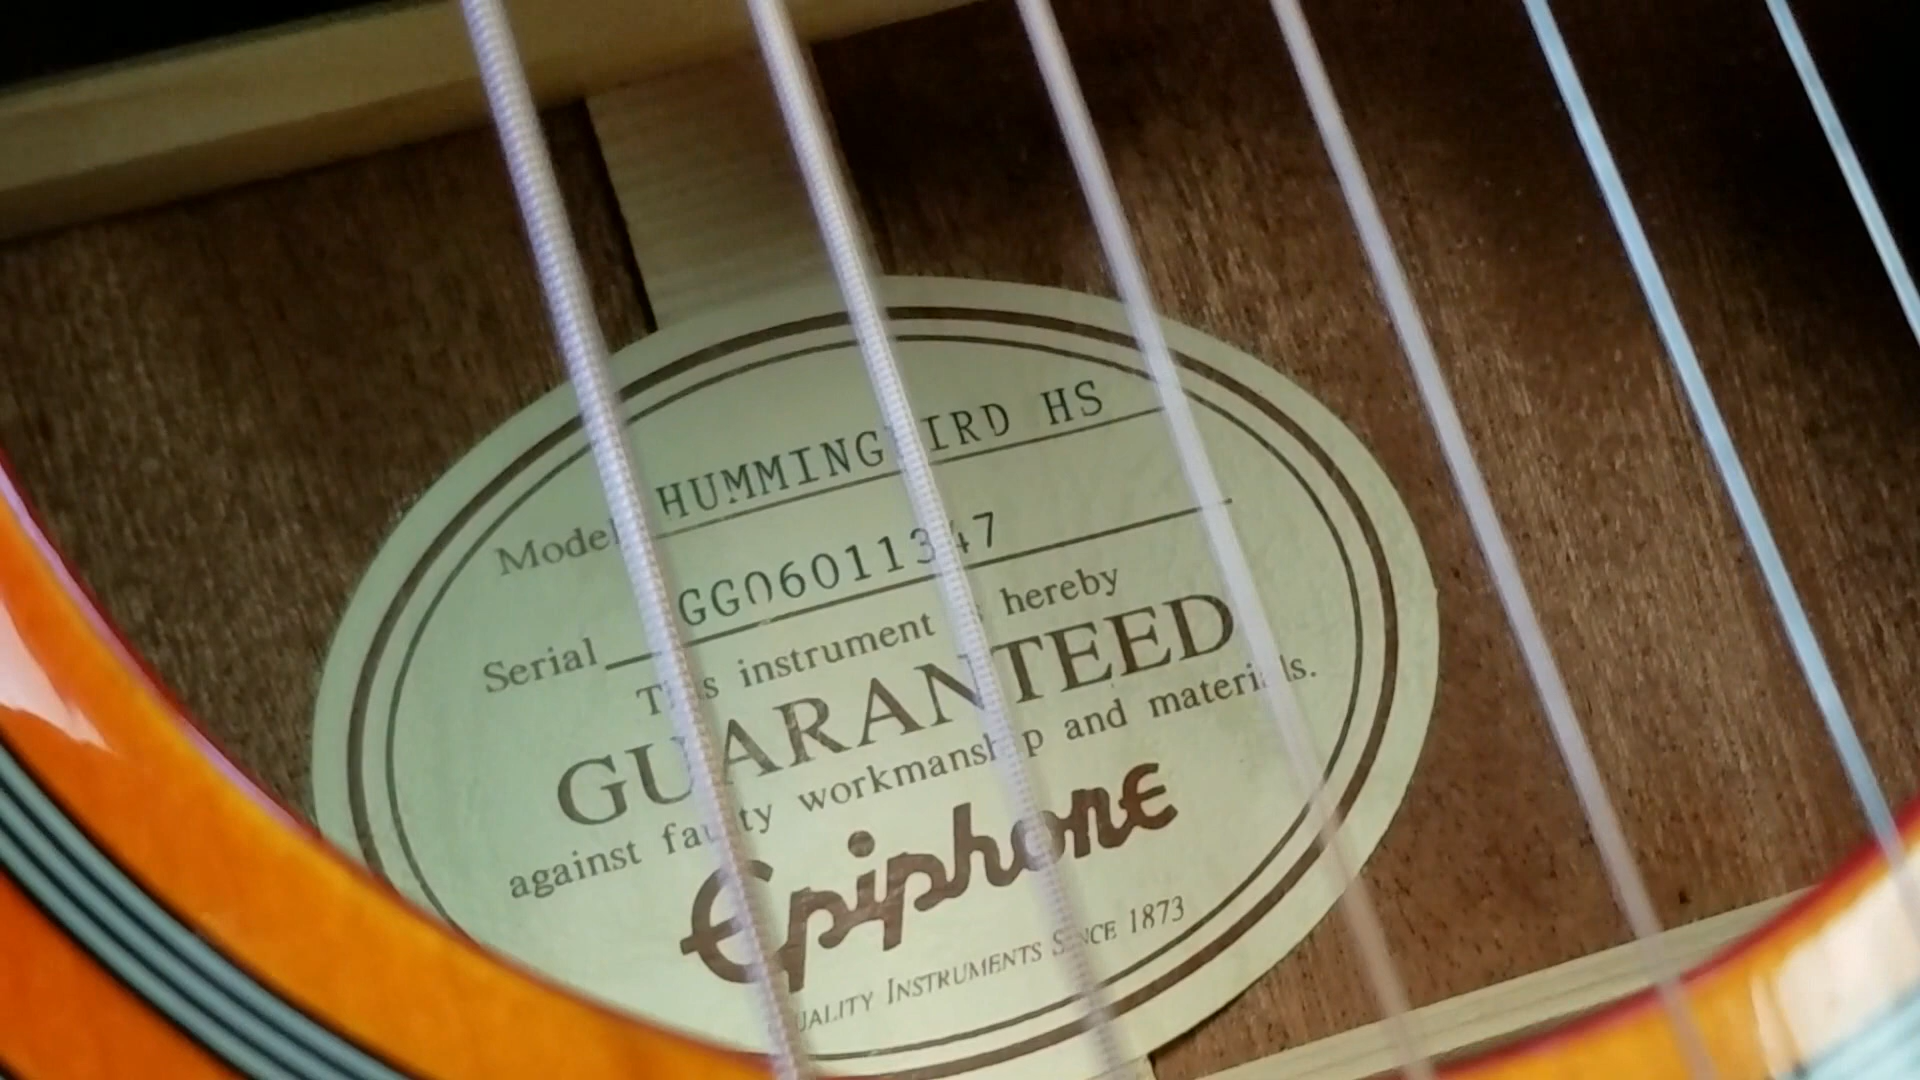 Model HUMMINGBIRD HS
Serial GG06011347
This instrument is hereby
GUARANTEED
against faulty workmanship and materials.
Epiphone
QUALITY INSTRUMENTS SINCE 1873